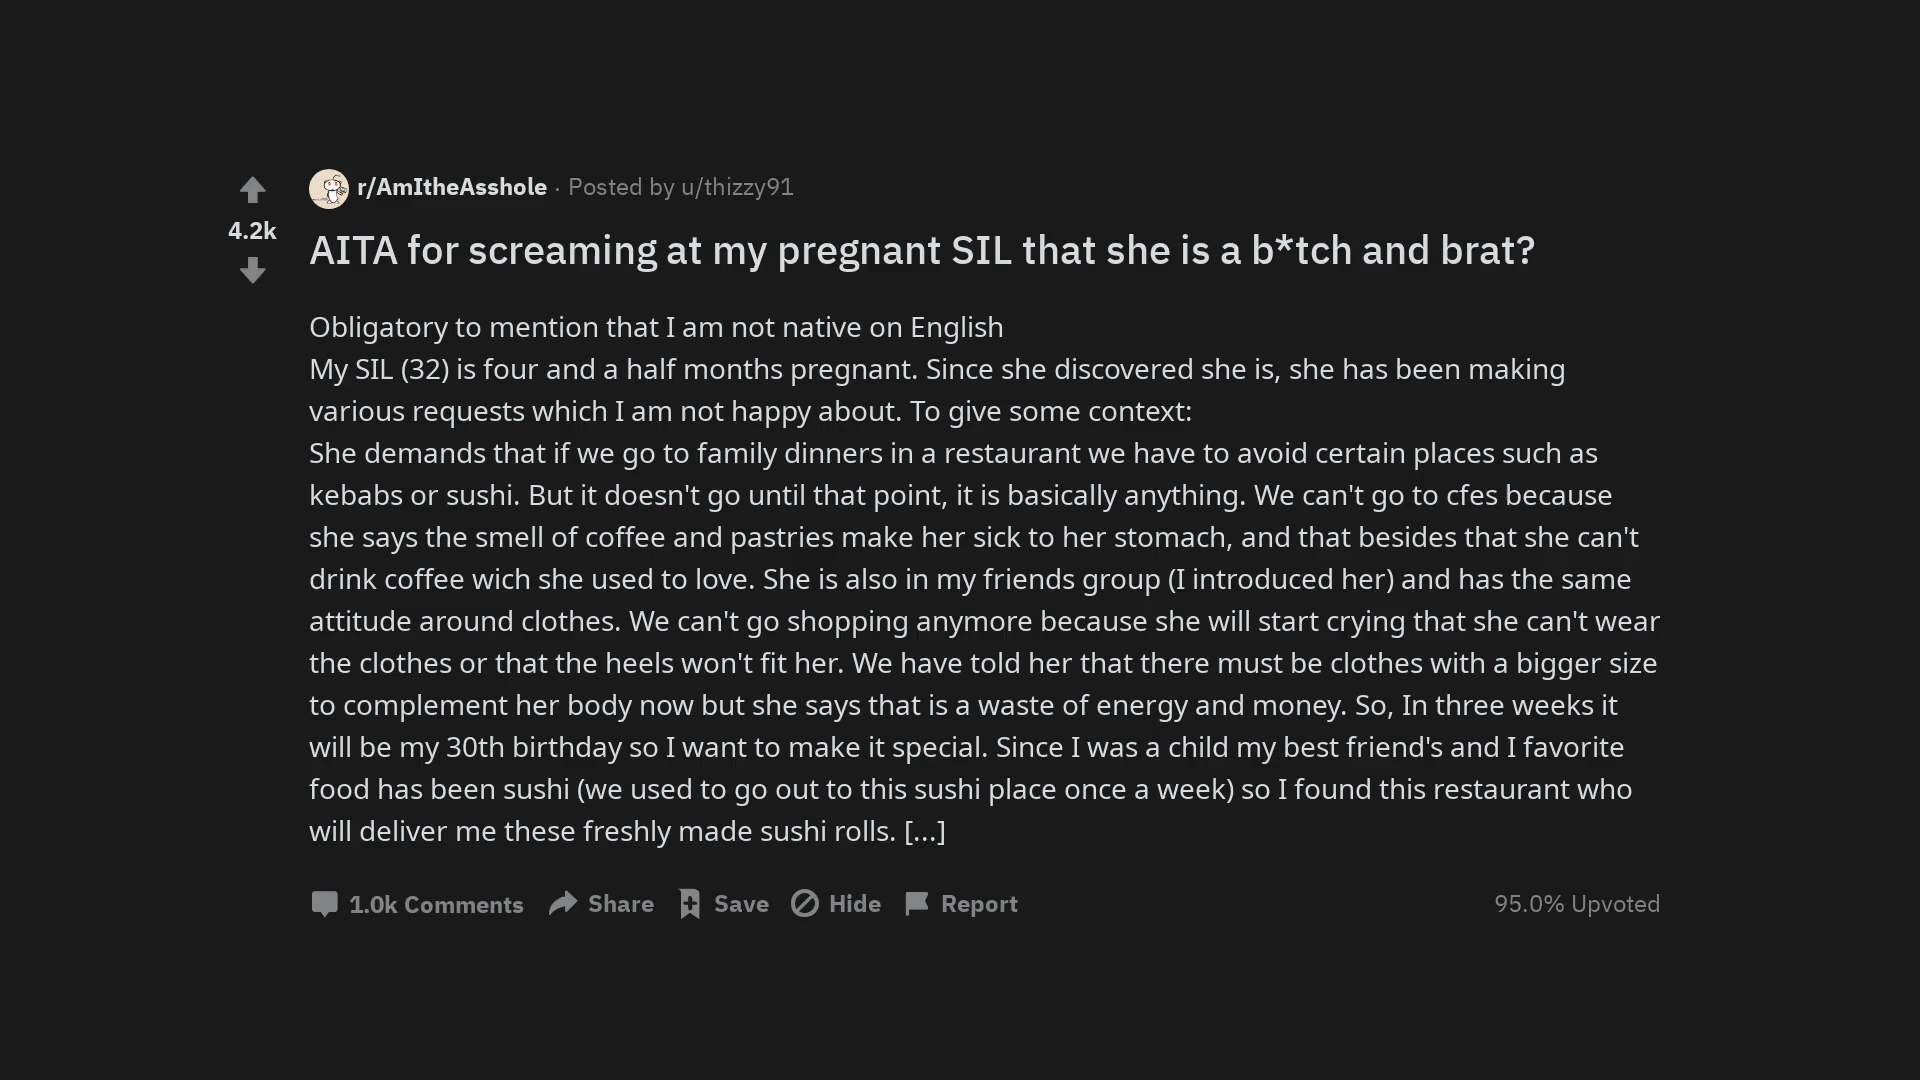 r/AmItheAsshole · Posted by u/thizzy91
4.2k
AITA for screaming at my pregnant SIL that she is a b*tch and brat?
Obligatory to mention that I am not native on English
My SIL (32) is four and a half months pregnant. Since she discovered she is, she has been making
various requests which I am not happy about. To give some context:
She demands that if we go to family dinners in a restaurant we have to avoid certain places such as
kebabs or sushi. But it doesn't go until that point, it is basically anything. We can't go to cfes because
she says the smell of coffee and pastries make her sick to her stomach, and that besides that she can't
drink coffee wich she used to love. She is also in my friends group (I introduced her) and has the same
attitude around clothes. We can't go shopping anymore because she will start crying that she can't wear
the clothes or that the heels won't fit her. We have told her that there must be clothes with a bigger size
to complement her body now but she says that is a waste of energy and money. So, In three weeks it
will be my 30th birthday so I want to make it special. Since I was a child my best friend's and I favorite
food has been sushi (we used to go out to this sushi place once a week) so I found this restaurant who
will deliver me these freshly made sushi rolls. [...]
1.0k Comments Share Save Hide Report 95.0% Upvoted